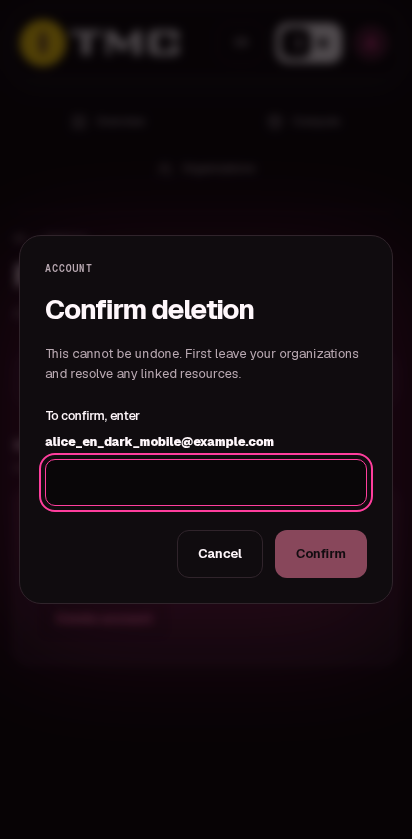 TMC
ACCOUNT
Confirm deletion
This cannot be undone. First leave your organizations
and resolve any linked resources.
To confirm, enter
alice_en_dark_mobile@example.com
Cancel
Confirm